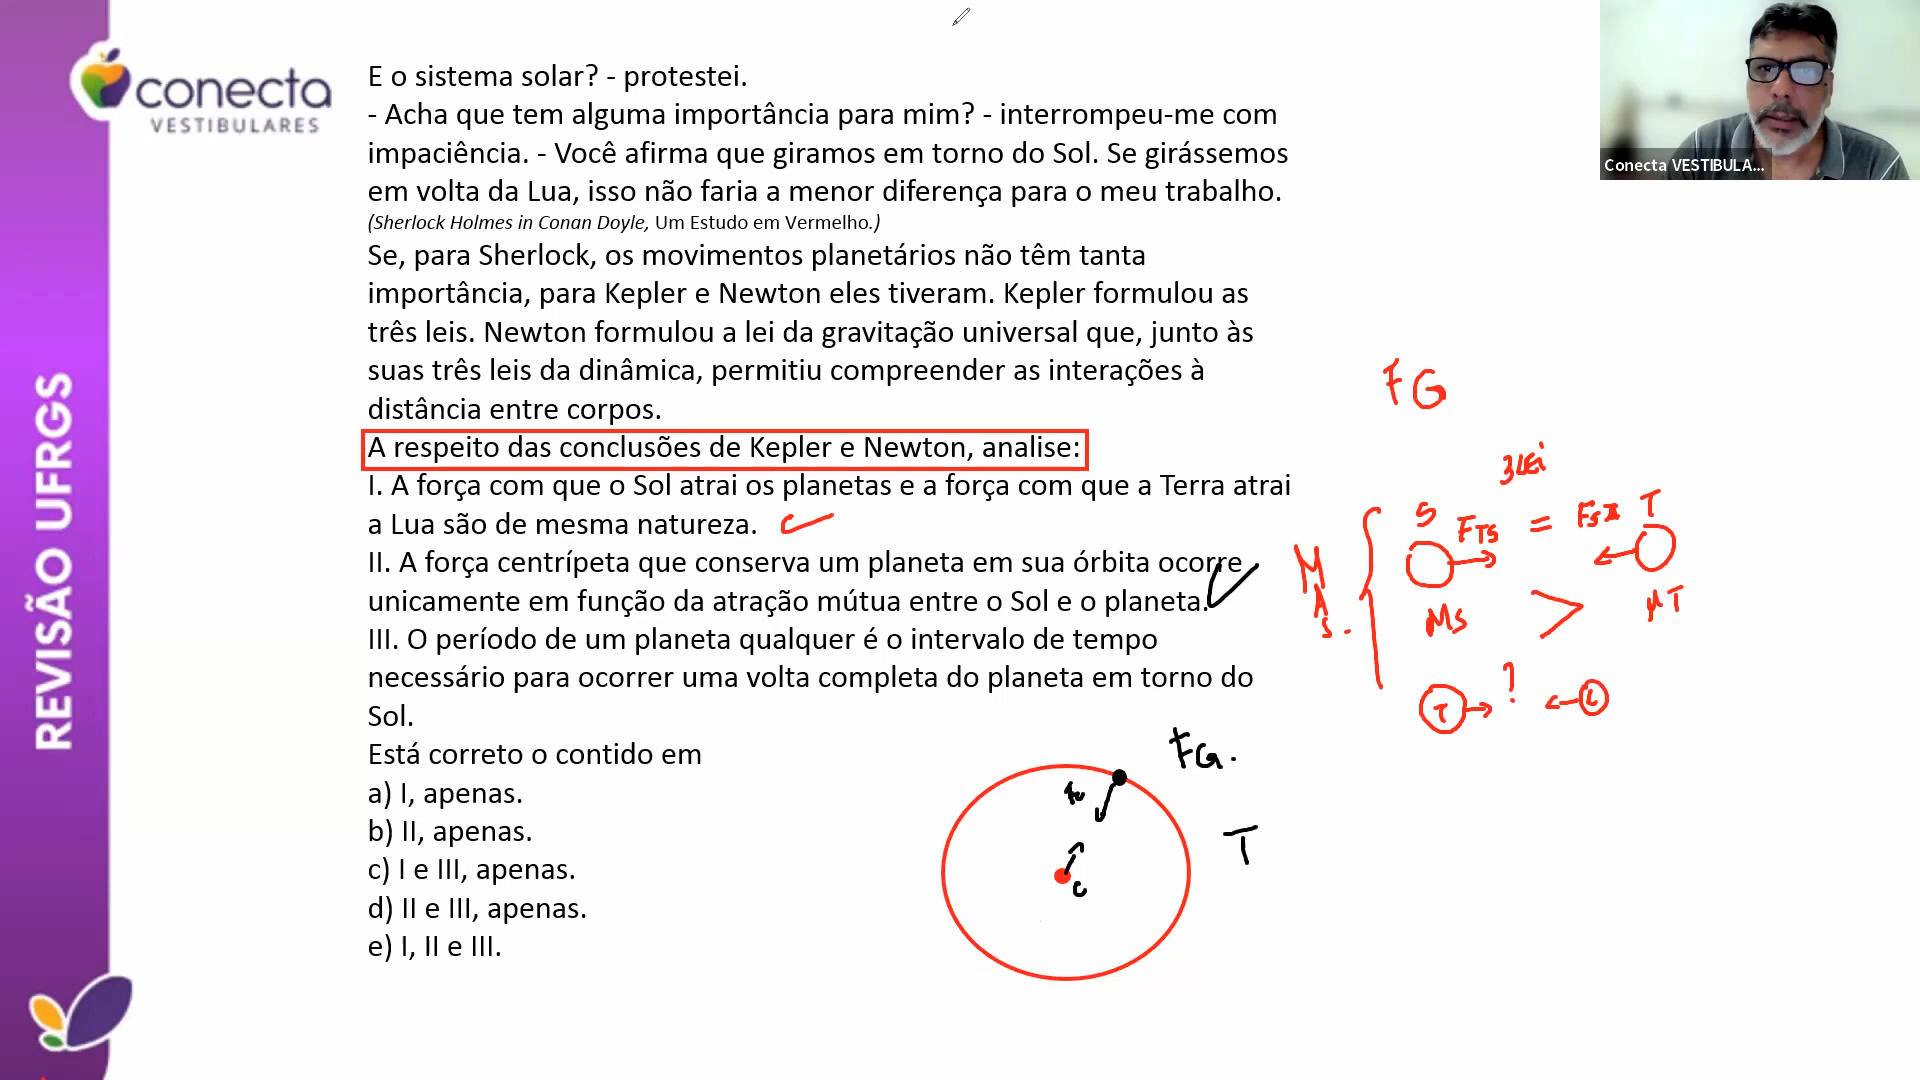 conecta
VESTIBULARES
REVISÃO UFRGS
E o sistema solar? - protestei.
- Acha que tem alguma importância para mim? - interrompeu-me com
impaciência. - Você afirma que giramos em torno do Sol. Se girássemos
em volta da Lua, isso não faria a menor diferença para o meu trabalho.
(Sherlock Holmes in Conan Doyle, Um Estudo em Vermelho.)
Se, para Sherlock, os movimentos planetários não têm tanta
importância, para Kepler e Newton eles tiveram. Kepler formulou as
três leis. Newton formulou a lei da gravitação universal que, junto às
suas três leis da dinâmica, permitiu compreender as interações à
distância entre corpos.
A respeito das conclusões de Kepler e Newton, analise:
I. A força com que o Sol atrai os planetas e a força com que a Terra atrai
a Lua são de mesma natureza.
II. A força centrípeta que conserva um planeta em sua órbita ocorre
unicamente em função da atração mútua entre o Sol e o planeta.
III. O período de um planeta qualquer é o intervalo de tempo
necessário para ocorrer uma volta completa do planeta em torno do
Sol.
Está correto o contido em
a) I, apenas.
b) II, apenas.
c) I e III, apenas.
d) II e III, apenas.
e) I, II e III.
Conecta VESTIBULA...
FG
3 LEi
S
FTS =
T
MAS.
Ms >
T ? L
FG.
T
c